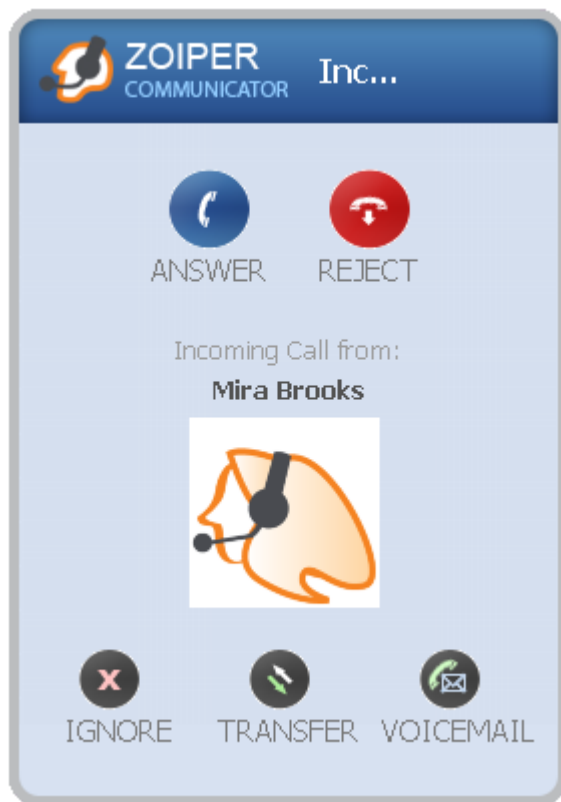 ZOIPER
COMMUNICATOR
Inc...
ANSWER REJECT
Incoming Call from:
Mira Brooks
X
IGNORE TRANSFER VOICEMAIL